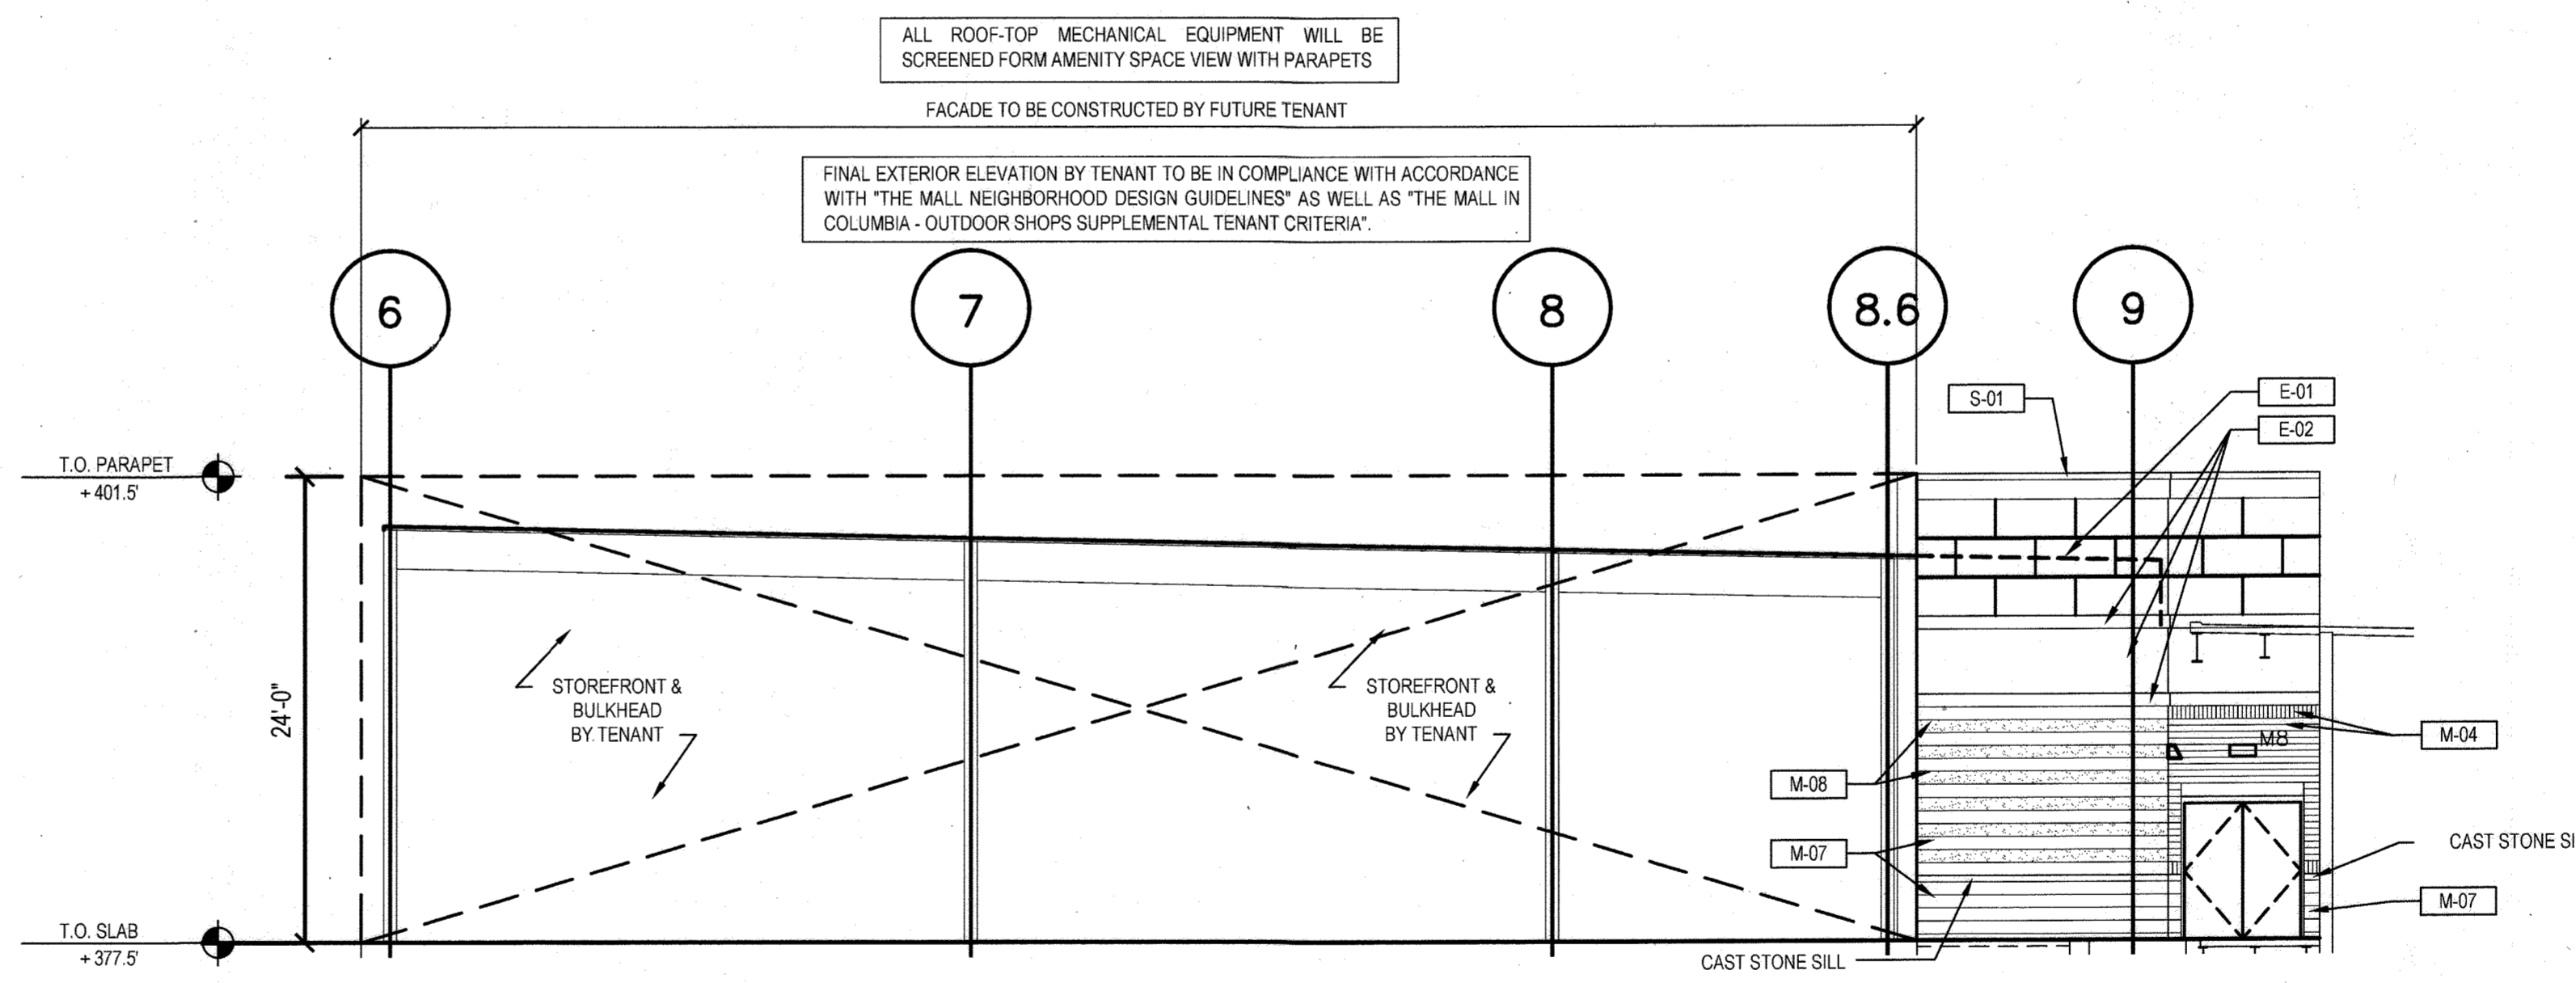 ALL ROOF-TOP MECHANICAL EQUIPMENT WILL BE
SCREENED FORM AMENITY SPACE VIEW WITH PARAPETS
FACADE TO BE CONSTRUCTED BY FUTURE TENANT
FINAL EXTERIOR ELEVATION BY TENANT TO BE IN COMPLIANCE WITH ACCORDANCE
WITH "THE MALL NEIGHBORHOOD DESIGN GUIDELINES" AS WELL AS "THE MALL IN
COLUMBIA - OUTDOOR SHOPS SUPPLEMENTAL TENANT CRITERIA".
6
7
8
8.6
9
S-01
E-01
E-02
T.O. PARAPET
+ 401.5'
24'-0"
STOREFRONT &
BULKHEAD
BY TENANT
STOREFRONT &
BULKHEAD
BY TENANT
M8
M-04
M-08
M-07
CAST STONE SI
M-07
T.O. SLAB
+ 377.5'
CAST STONE SILL